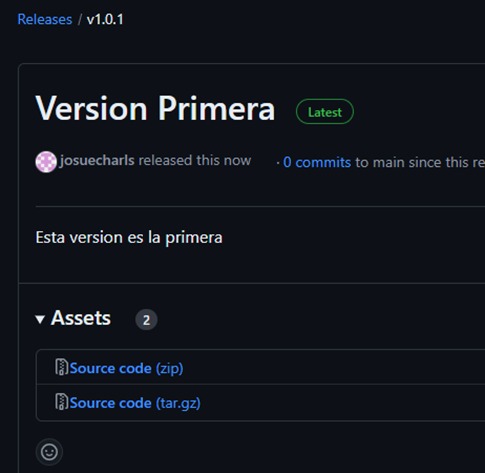 Releases / v1.0.1
Version Primera Latest
josuecharls released this now · 0 commits to main since this re
Esta version es la primera
Assets 2
Source code (zip)
Source code (tar.gz)